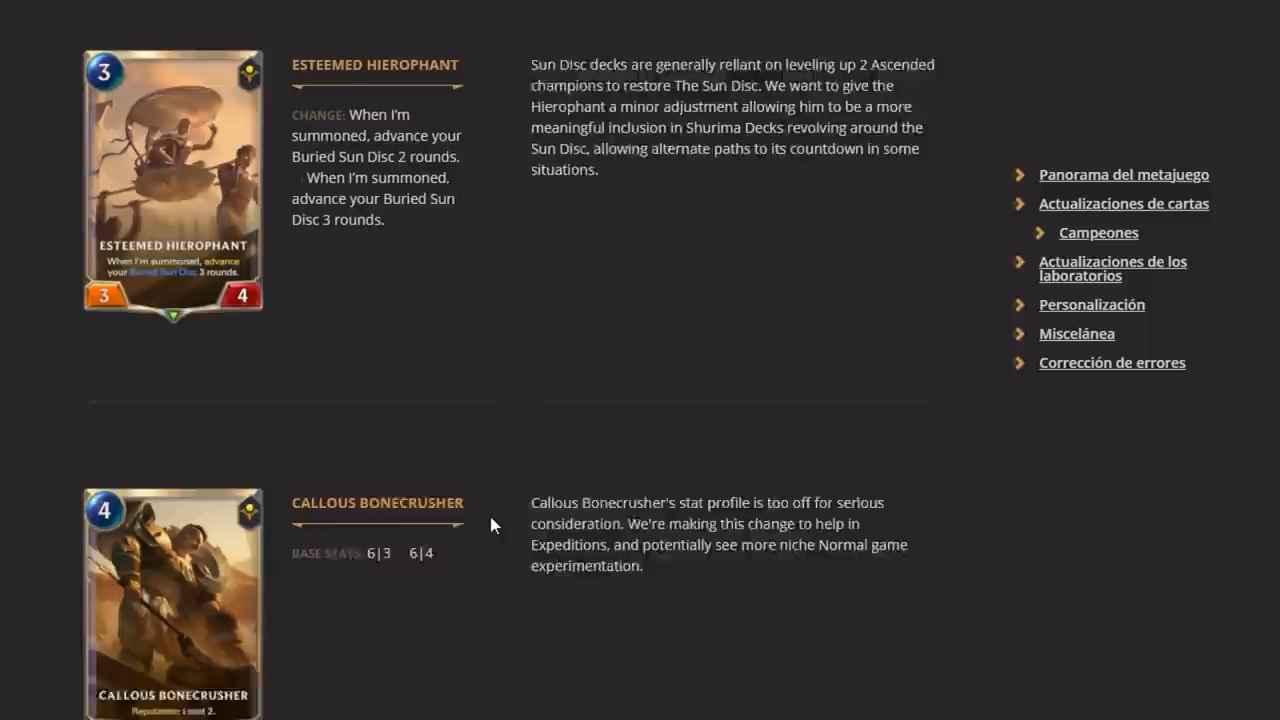 3
ESTEEMED HIEROPHANT
When I'm summoned, advance
your Buried Sun Disc 3 rounds.
3
4
ESTEEMED HIEROPHANT
CHANGE: When I'm
summoned, advance your
Buried Sun Disc 2 rounds.
When I'm summoned,
advance your Buried Sun
Disc 3 rounds.
Sun Disc decks are generally reliant on leveling up 2 Ascended
champions to restore The Sun Disc. We want to give the
Hierophant a minor adjustment allowing him to be a more
meaningful inclusion in Shurima Decks revolving around the
Sun Disc, allowing alternate paths to its countdown in some
situations.
Panorama del metajuego
Actualizaciones de cartas
Campeones
Actualizaciones de los
laboratorios
Personalización
Miscelánea
Corrección de errores
4
CALLOUS BONECRUSHER
2.
CALLOUS BONECRUSHER
BASE STATS: 6|3 6|4
Callous Bonecrusher's stat profile is too off for serious
consideration. We're making this change to help in
Expeditions, and potentially see more niche Normal game
experimentation.